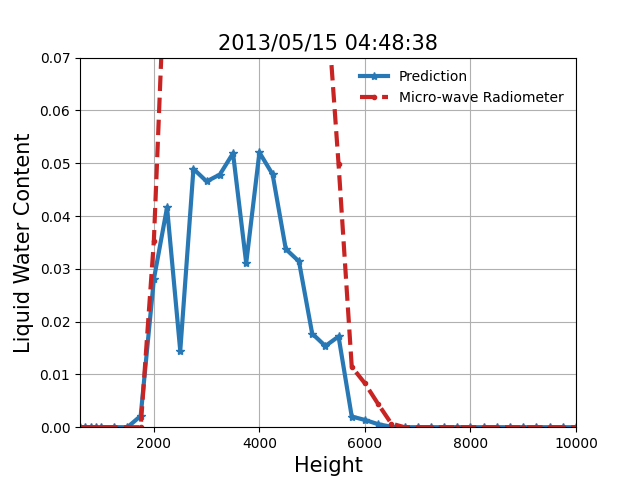 2013/05/15 04:48:38
0.07
0.06
0.05
0.04
0.03
0.02
0.01
0.00
Liquid Water Content
Prediction
Micro-wave Radiometer
2000 4000 6000 8000 10000
Height